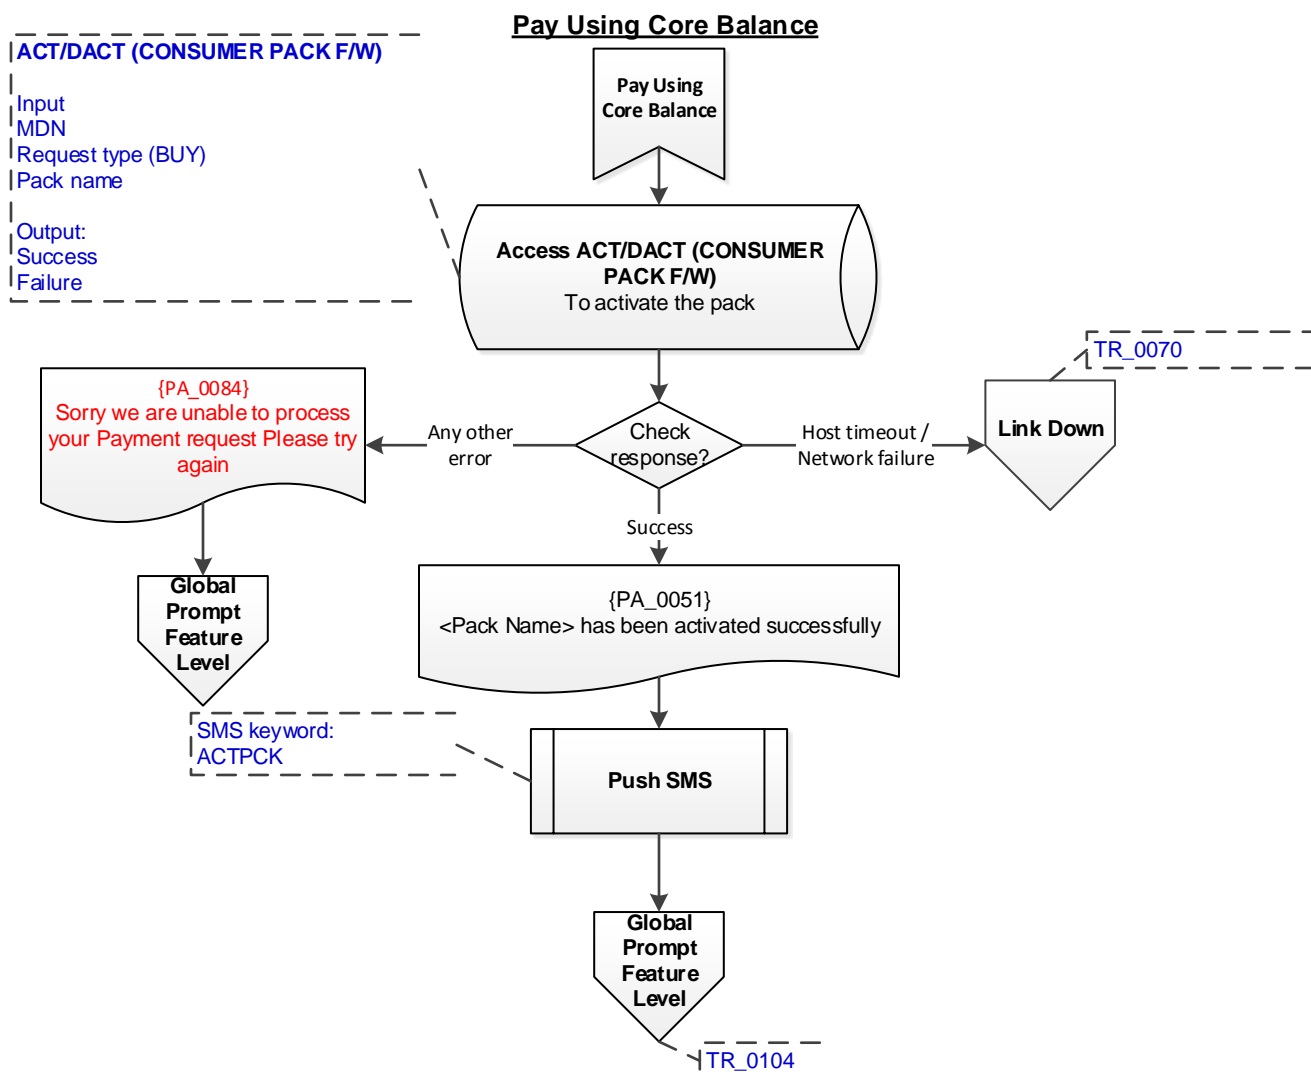 Pay Using Core Balance
ACT/DACT (CONSUMER PACK F/W)
Input
MDN
Request type (BUY)
Pack name
Output:
Success
Failure
Pay Using
Core Balance
Access ACT/DACT (CONSUMER
PACK F/W)
To activate the pack
TR_0070
{PA_0084}
Sorry we are unable to process
your Payment request Please try
again
Any other
error
Check
response?
Host timeout /
Network failure
Link Down
Success
Global
Prompt
Feature
Level
{PA_0051}
<Pack Name> has been activated successfully
SMS keyword:
ACTPCK
Push SMS
Global
Prompt
Feature
Level
TR_0104